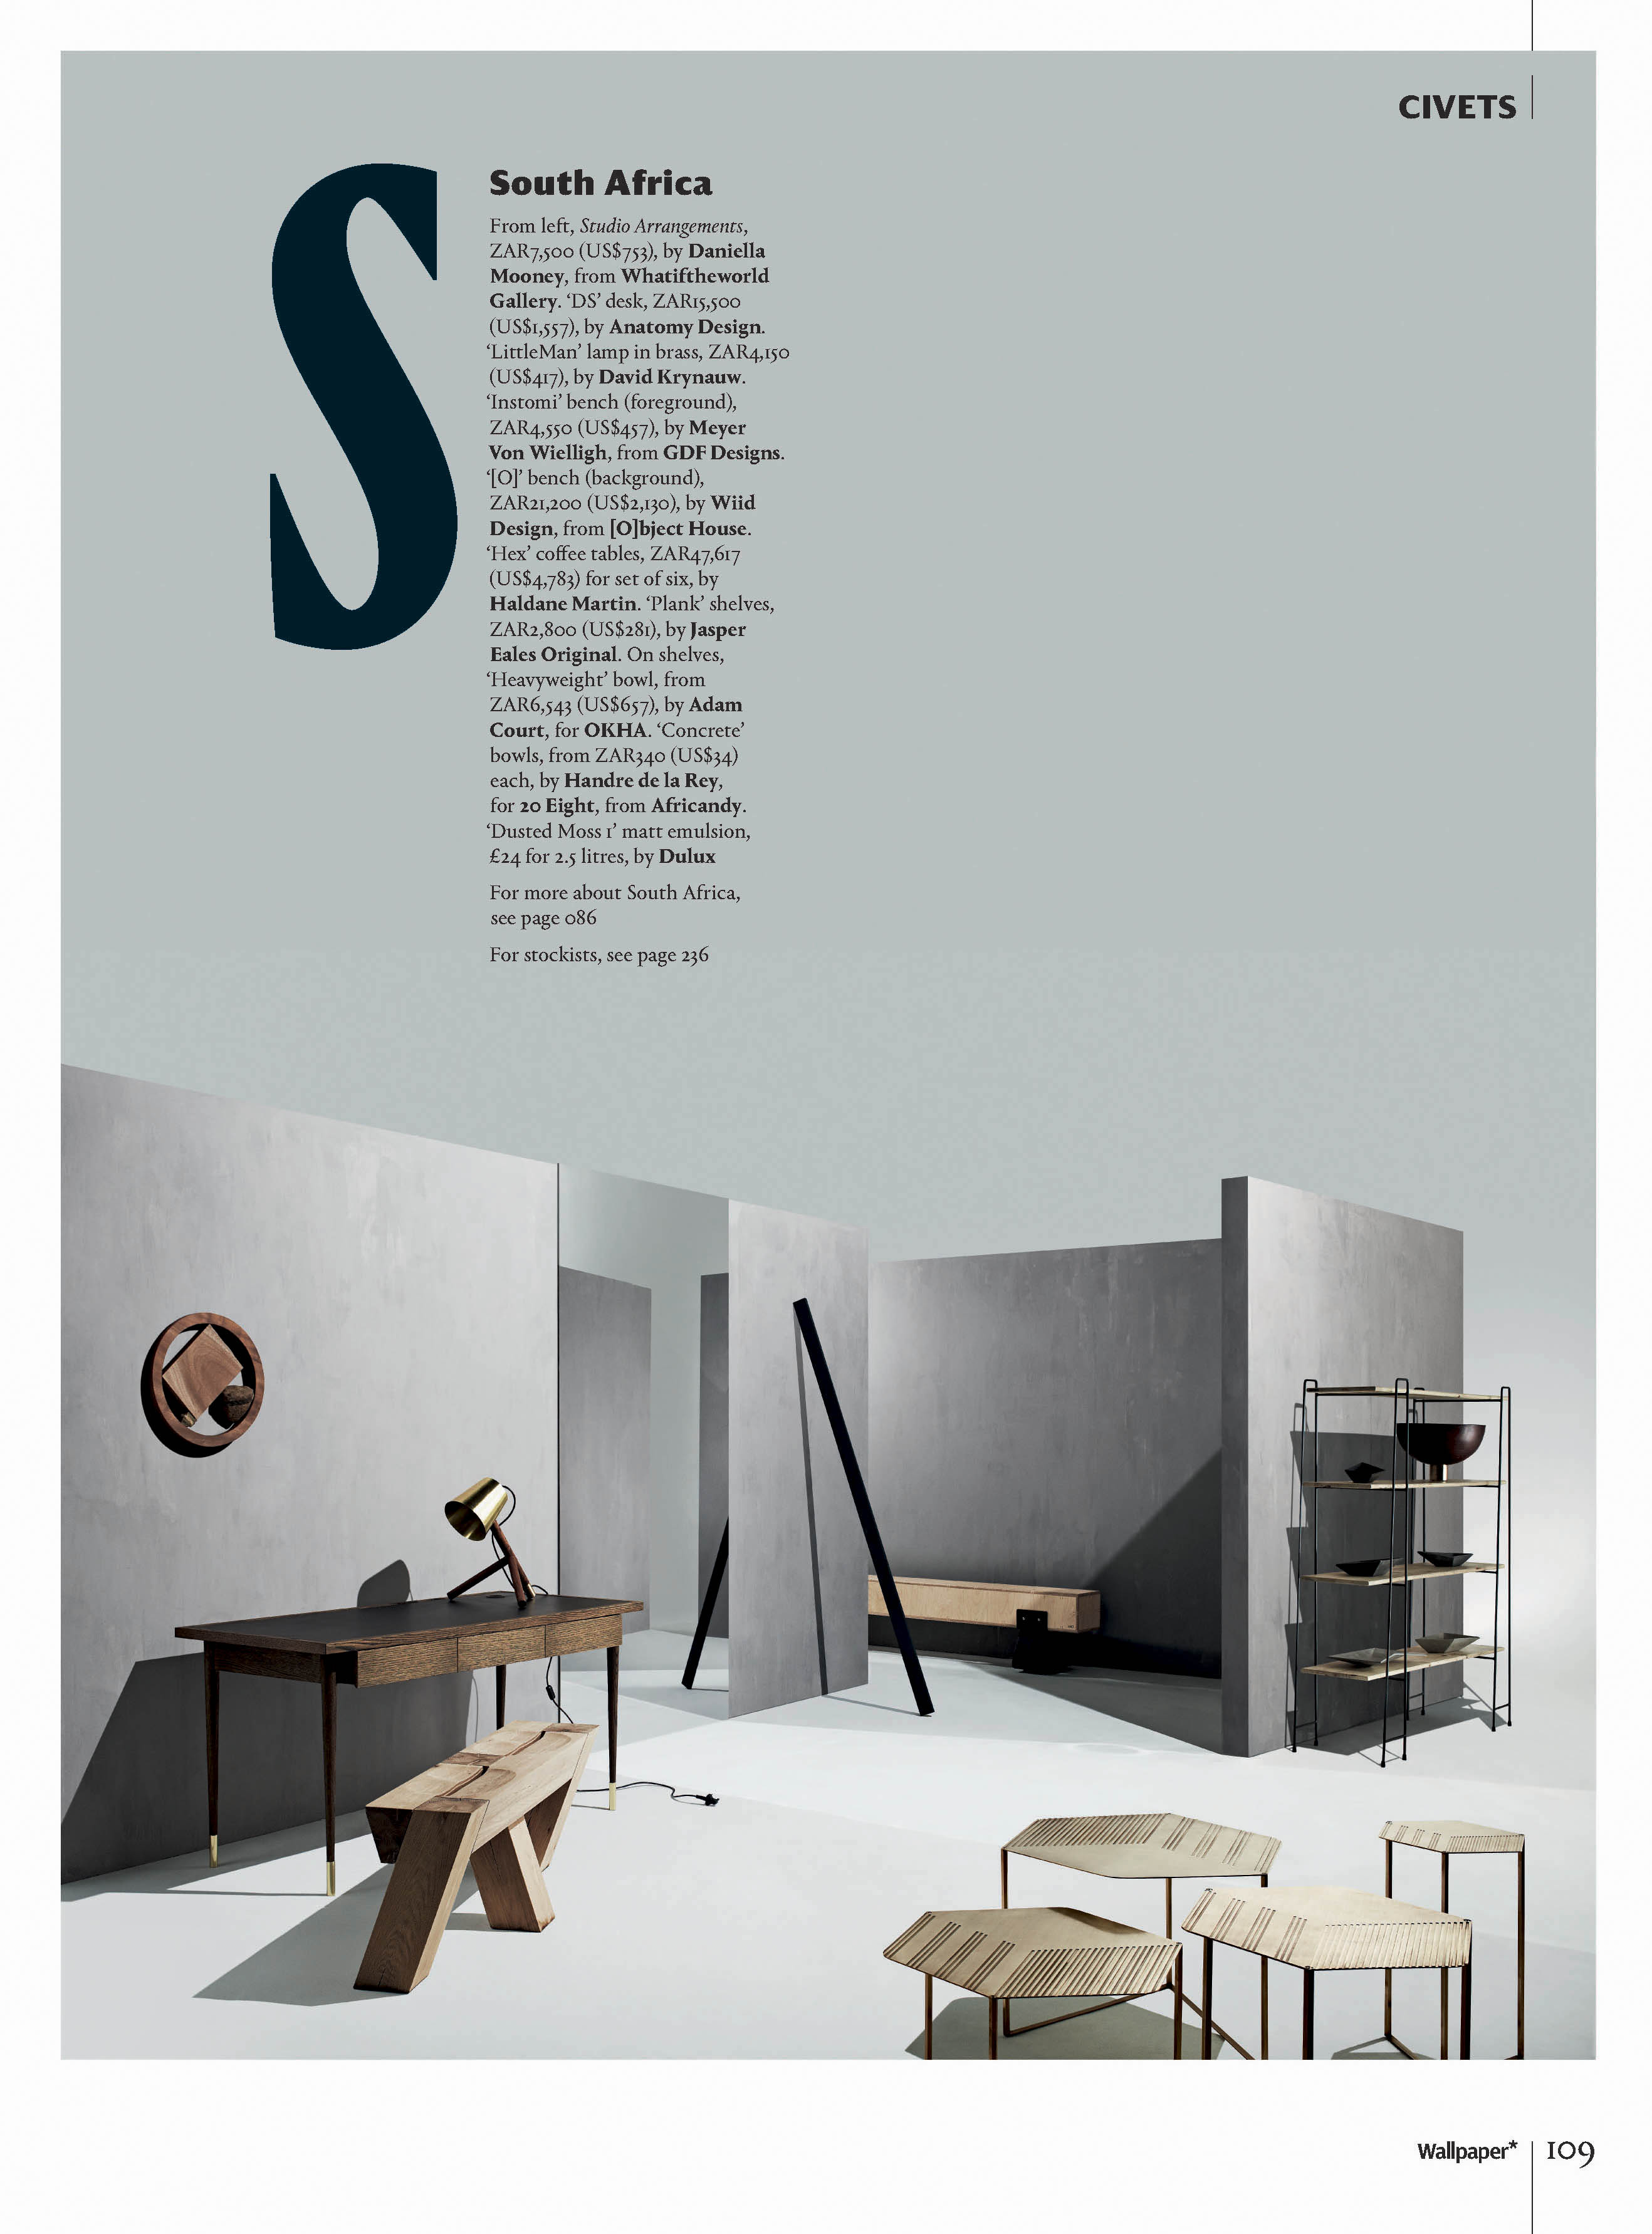 CIVETS
S
South Africa
From left, Studio Arrangements,
ZAR7,500 (US$753), by Daniella
Mooney, from Whatiftheworld
Gallery. ‘DS’ desk, ZAR15,500
(US$1,557), by Anatomy Design.
‘LittleMan’ lamp in brass, ZAR4,150
(US$417), by David Krynauw.
‘Instomi’ bench (foreground),
ZAR4,550 (US$457), by Meyer
Von Wielligh, from GDF Designs.
‘[O]’ bench (background),
ZAR21,200 (US$2,130), by Wiid
Design, from [O]bject House.
‘Hex’ coffee tables, ZAR47,617
(US$4,783) for set of six, by
Haldane Martin. ‘Plank’ shelves,
ZAR2,800 (US$281), by Jasper
Eales Original. On shelves,
‘Heavyweight’ bowl, from
ZAR6,543 (US$657), by Adam
Court, for OKHA. ‘Concrete’
bowls, from ZAR340 (US$34)
each, by Handre de la Rey,
for 20 Eight, from Africandy.
‘Dusted Moss 1’ matt emulsion,
£24 for 2.5 litres, by Dulux
For more about South Africa,
see page 086
For stockists, see page 236
Wallpaper* 109